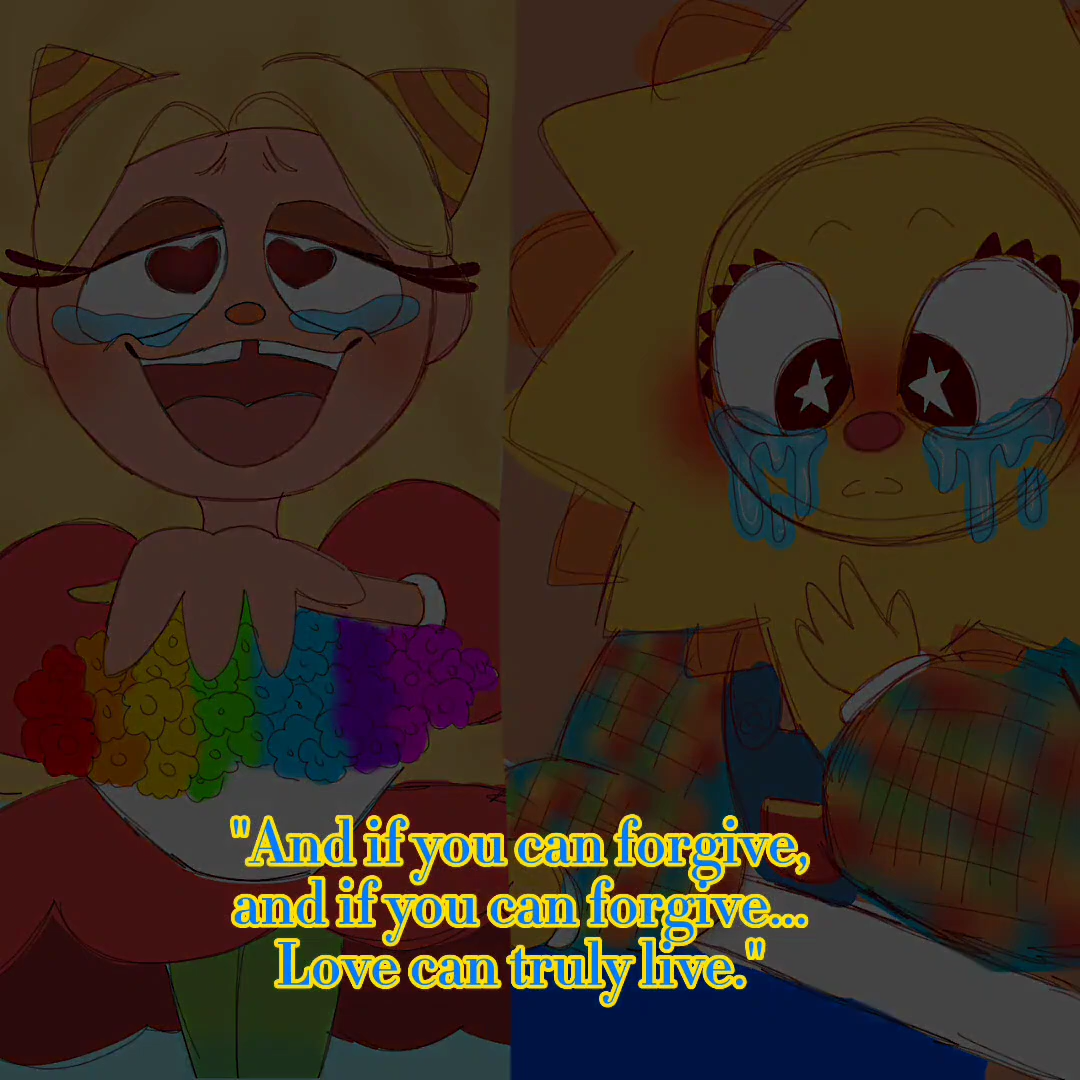 "And if you can forgive,
and if you can forgive...
Love can truly live."